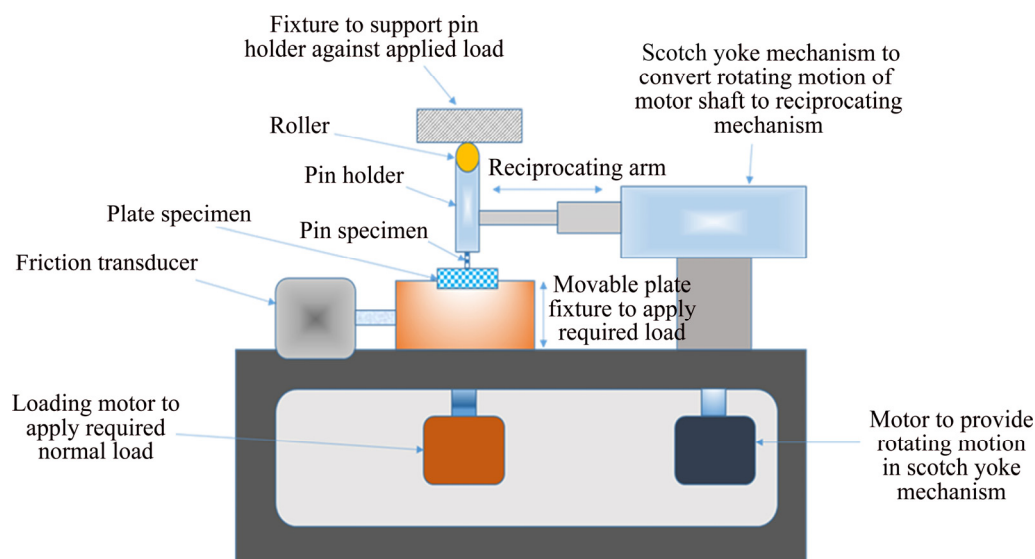 Fixture to support pin
holder against applied load
Scotch yoke mechanism to
convert rotating motion of
motor shaft to reciprocating
mechanism
Roller
Pin holder
Reciprocating arm
Plate specimen
Pin specimen
Friction transducer
Movable plate
fixture to apply
required load
Loading motor to
apply required
normal load
Motor to provide
rotating motion
in scotch yoke
mechanism